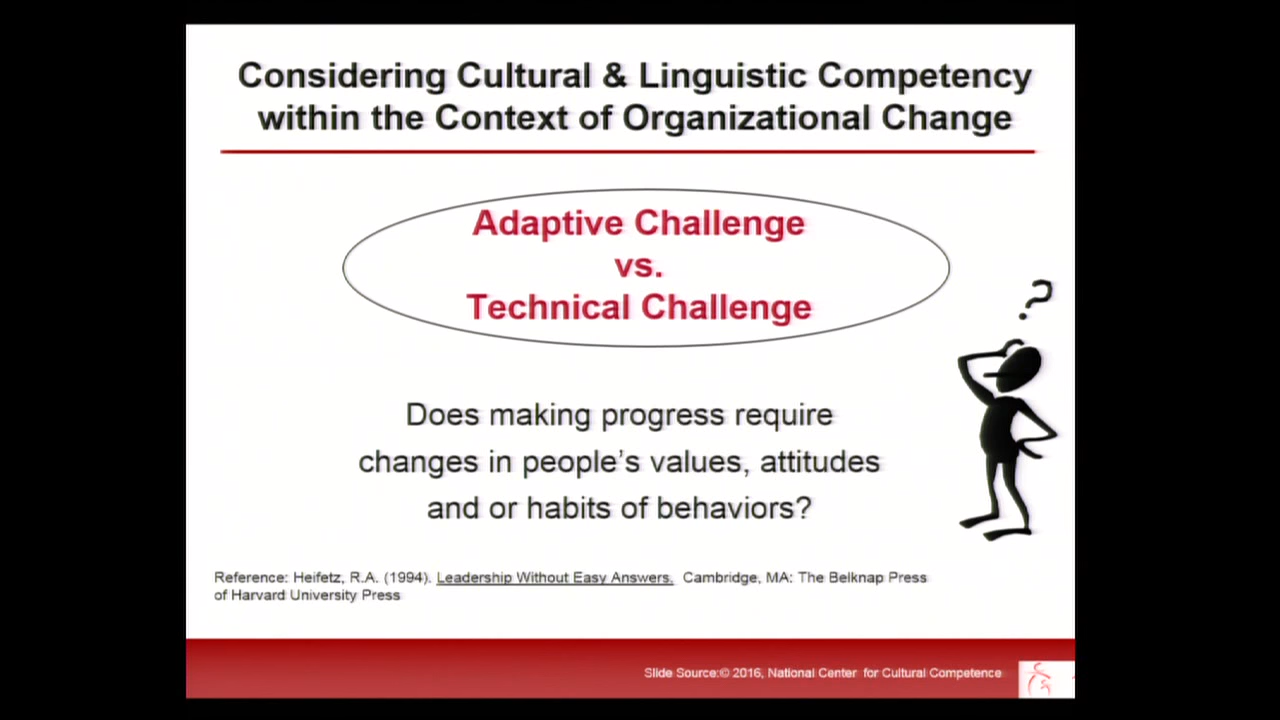 Considering Cultural & Linguistic Competency
within the Context of Organizational Change
Adaptive Challenge
vs.
Technical Challenge
?
Does making progress require
changes in people’s values, attitudes
and or habits of behaviors?
Reference: Heifetz, R.A. (1994). Leadership Without Easy Answers. Cambridge, MA: The Belknap Press
of Harvard University Press
Slide Source:© 2016, National Center for Cultural Competence